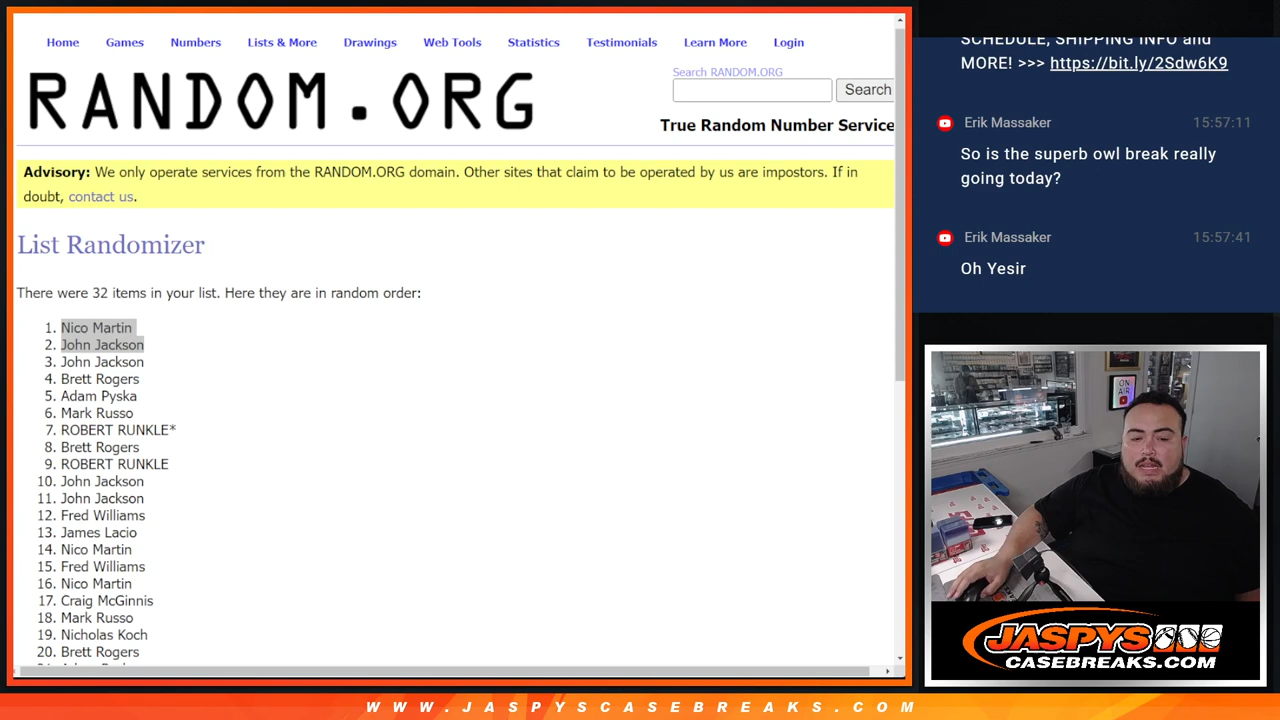 Home Games Numbers Lists & More Drawings Web Tools Statistics Testimonials Learn More Login
RANDOM.ORG
Search RANDOM.ORG
Search
True Random Number Service
Advisory: We only operate services from the RANDOM.ORG domain. Other sites that claim to be operated by us are impostors. If in
doubt, contact us.
List Randomizer
There were 32 items in your list. Here they are in random order:
1. Nico Martin
2. John Jackson
3. John Jackson
4. Brett Rogers
5. Adam Pyska
6. Mark Russo
7. ROBERT RUNKLE*
8. Brett Rogers
9. ROBERT RUNKLE
10. John Jackson
11. John Jackson
12. Fred Williams
13. James Lacio
14. Nico Martin
15. Fred Williams
16. Nico Martin
17. Craig McGinnis
18. Mark Russo
19. Nicholas Koch
20. Brett Rogers
SCHEDULE, SHIPPING INFO and
MORE! >>> https://bit.ly/2Sdw6K9
Erik Massaker 15:57:11
So is the superb owl break really
going today?
Erik Massaker 15:57:41
Oh Yesir
ON
AIR
JASPYS
CASEBREAKS.COM
WWW.JASPYSCASEBREAKS.COM